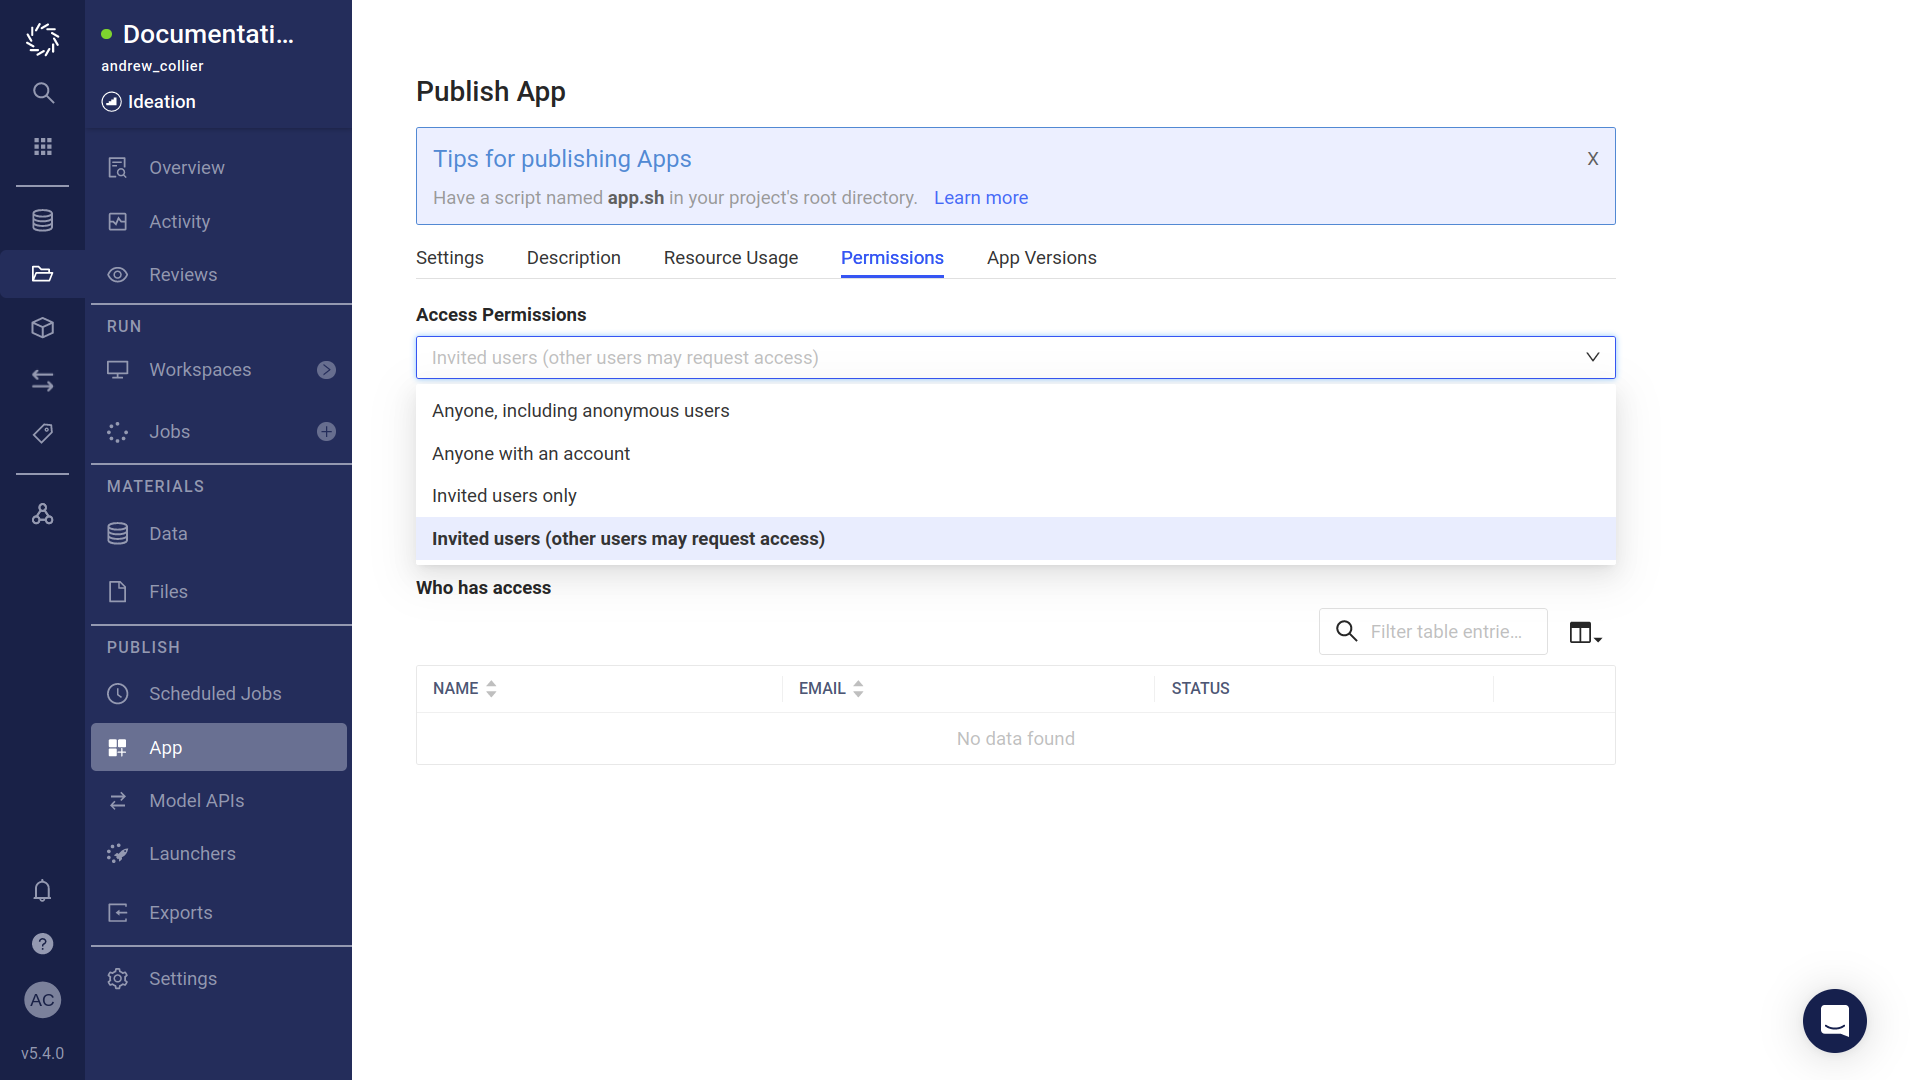 Documentati...
andrew_collier
Ideation
Overview
Activity
Reviews
RUN
Workspaces
Jobs
MATERIALS
Data
Files
PUBLISH
Scheduled Jobs
App
Model APIs
Launchers
Exports
Settings
?
AC
v5.4.0
Publish App
Tips for publishing Apps
X
Have a script named app.sh in your project's root directory. Learn more
Settings Description Resource Usage Permissions App Versions
Access Permissions
Invited users (other users may request access)
Anyone, including anonymous users
Anyone with an account
Invited users only
Invited users (other users may request access)
Who has access
Filter table entrie...
NAME EMAIL STATUS
No data found